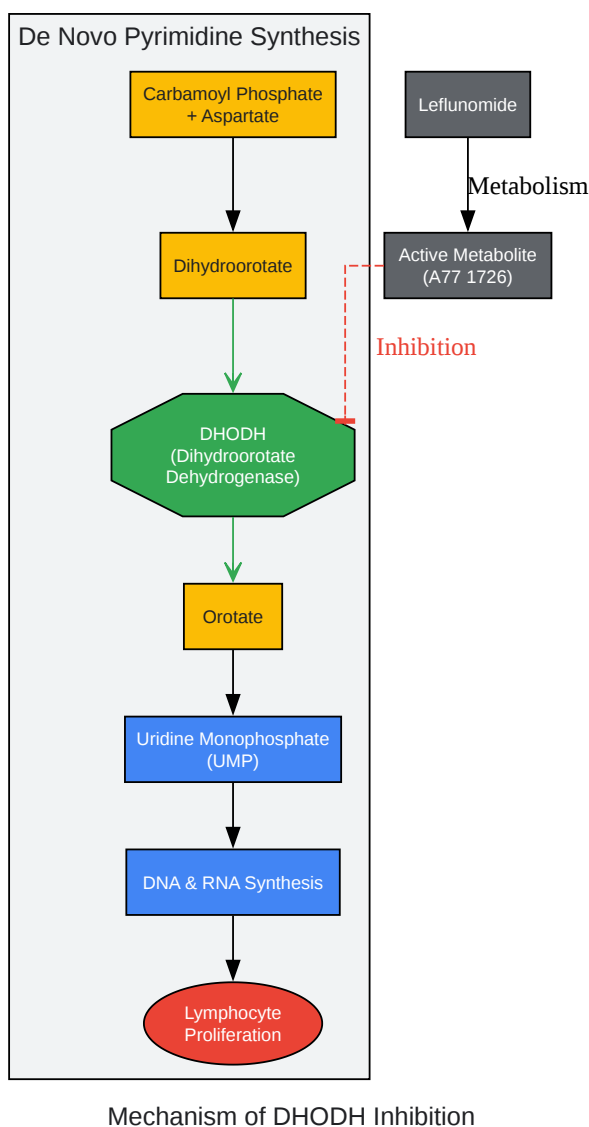 De Novo Pyrimidine Synthesis
Carbamoyl Phosphate
+ Aspartate
Leflunomide
Metabolism
Dihydroorotate
Active Metabolite
(A77 1726)
Inhibition
DHODH
(Dihydroorotate
Dehydrogenase)
Orotate
Uridine Monophosphate
(UMP)
DNA & RNA Synthesis
Lymphocyte
Proliferation
Mechanism of DHODH Inhibition